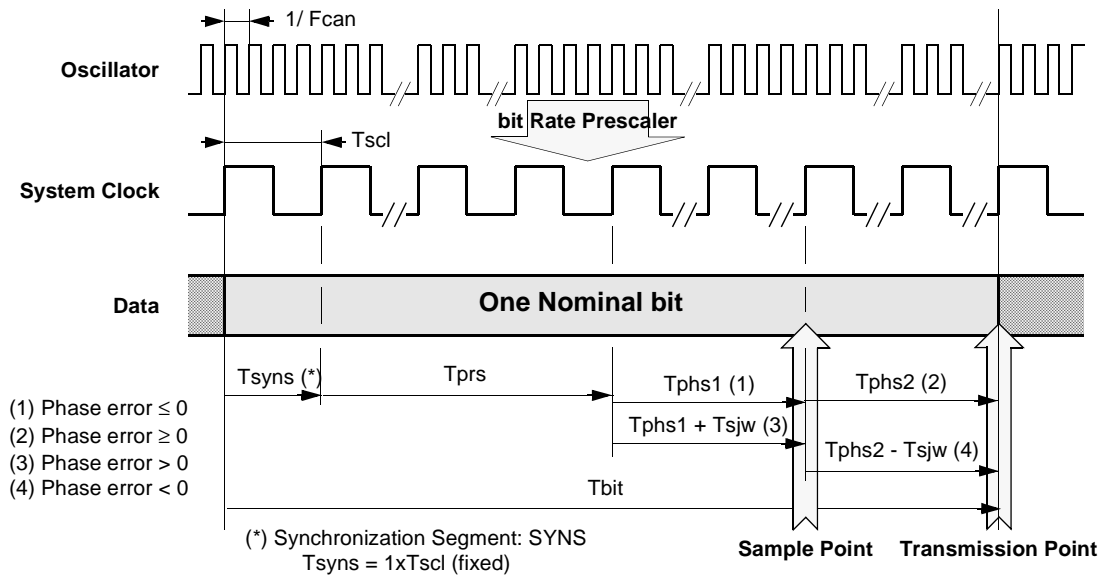 1/ Fcan
Oscillator
bit Rate Prescaler
Tscl
System Clock
Data
One Nominal bit
Tsyns (*)
Tprs
Tphs1 (1)
Tphs2 (2)
(1) Phase error ≤ 0
(2) Phase error ≥ 0
(3) Phase error > 0
(4) Phase error < 0
Tphs1 + Tsjw (3)
Tphs2 - Tsjw (4)
Tbit
(*) Synchronization Segment: SYNS
Tsyns = 1xTscl (fixed)
Sample Point
Transmission Point